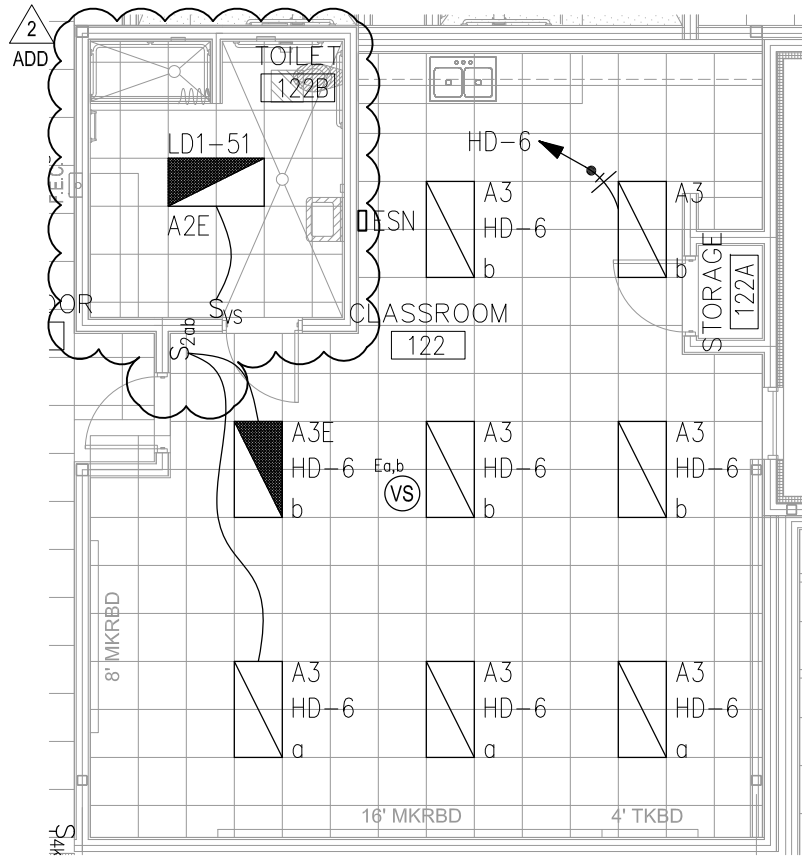 2
ADD
TOILET
122B
LD1-51
A2E
F.E.C.
HD-6
A3
HD-6
b
A3
b
ESN
STORAGE
122A
OOR
SVS
CLASSROOM
122
S2ab
A3E
HD-6
b
Ea,b
VS
A3
HD-6
b
A3
HD-6
b
8' MKRBD
A3
HD-6
a
A3
HD-6
a
A3
HD-6
a
16' MKRBD
4' TKBD
S4k